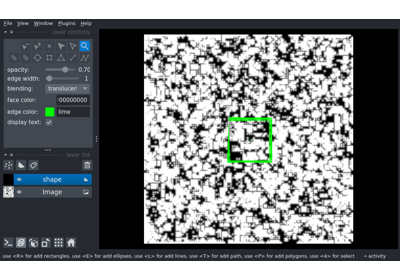 File View Window Plugins Help
layer controls
opacity: 0.70
edge width: 1
blending: translucen
face color: 00000000
edge color: lime
display text:
layer list
shape
Image
use <R> for add rectangles, use <E> for add ellipses, use <L> for add lines, use <T> for add path, use <P> for add polygons, use <4> for select activity